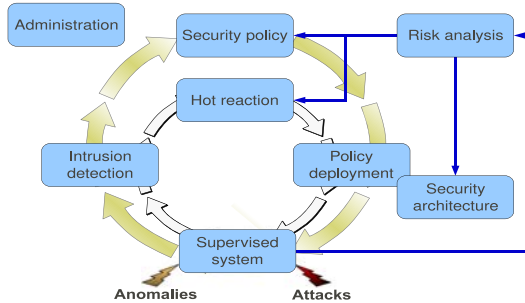 Administration
Security policy
Risk analysis
Hot reaction
Intrusion
detection
Policy
deployment
Security
architecture
Supervised
system
Anomalies
Attacks